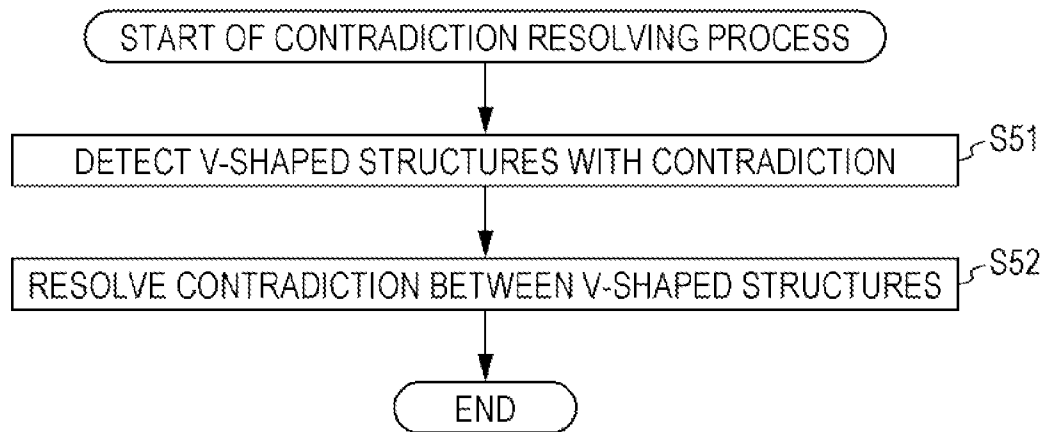 START OF CONTRADICTION RESOLVING PROCESS
DETECT V-SHAPED STRUCTURES WITH CONTRADICTION
S51
RESOLVE CONTRADICTION BETWEEN V-SHAPED STRUCTURES
S52
END